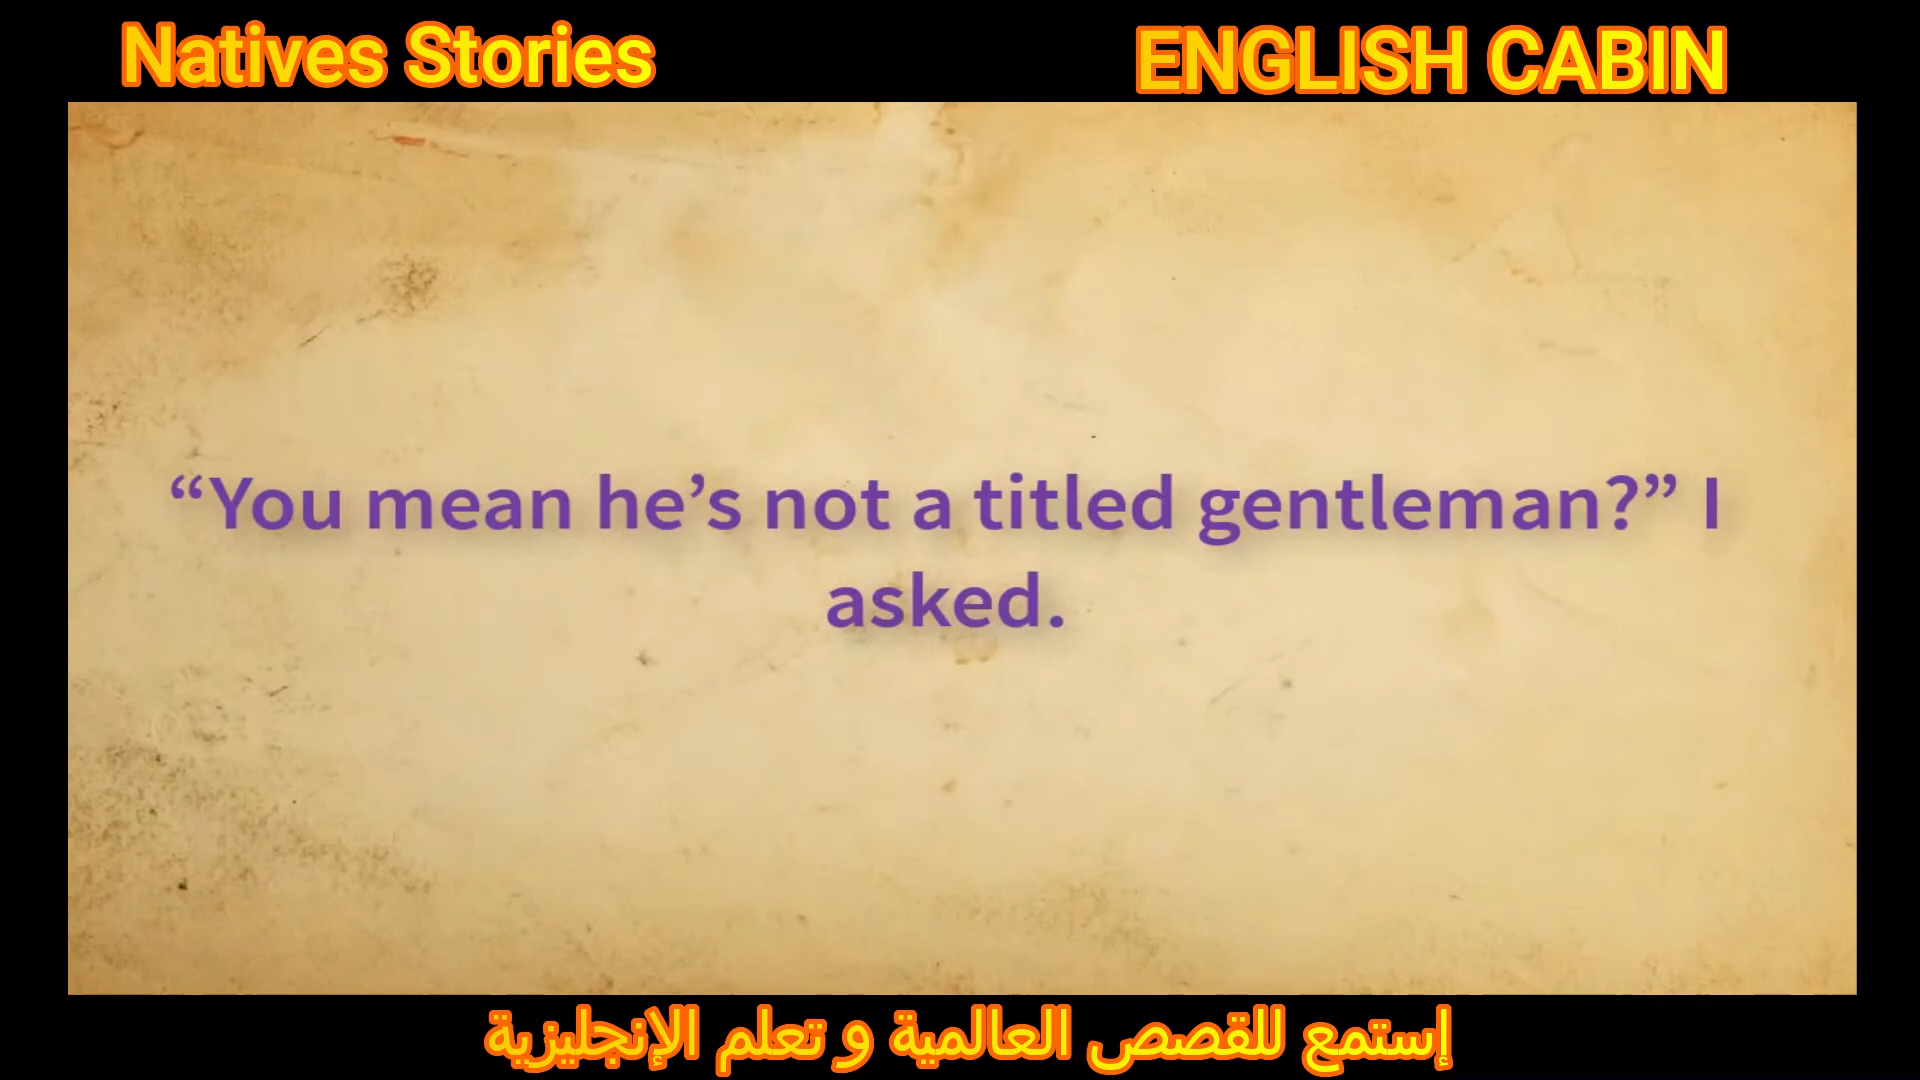 Natives Stories
ENGLISH CABIN
“You mean he’s not a titled gentleman?” I
asked.
إستمع للقصص العالمية و تعلم الإنجليزية